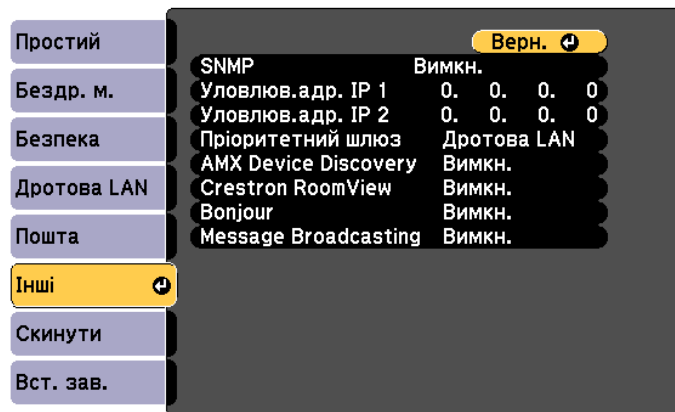 Простий
Бездр. м.
Безпека
Дротова LAN
Пошта
Інші
Скинути
Вст. зав.
Верн.
SNMP Вимкн.
Уловлюв.адр. IP 1 0. 0. 0. 0
Уловлюв.адр. IP 2 0. 0. 0. 0
Пріоритетний шлюз Дротова LAN
AMX Device Discovery Вимкн.
Crestron RoomView Вимкн.
Bonjour Вимкн.
Message Broadcasting Вимкн.